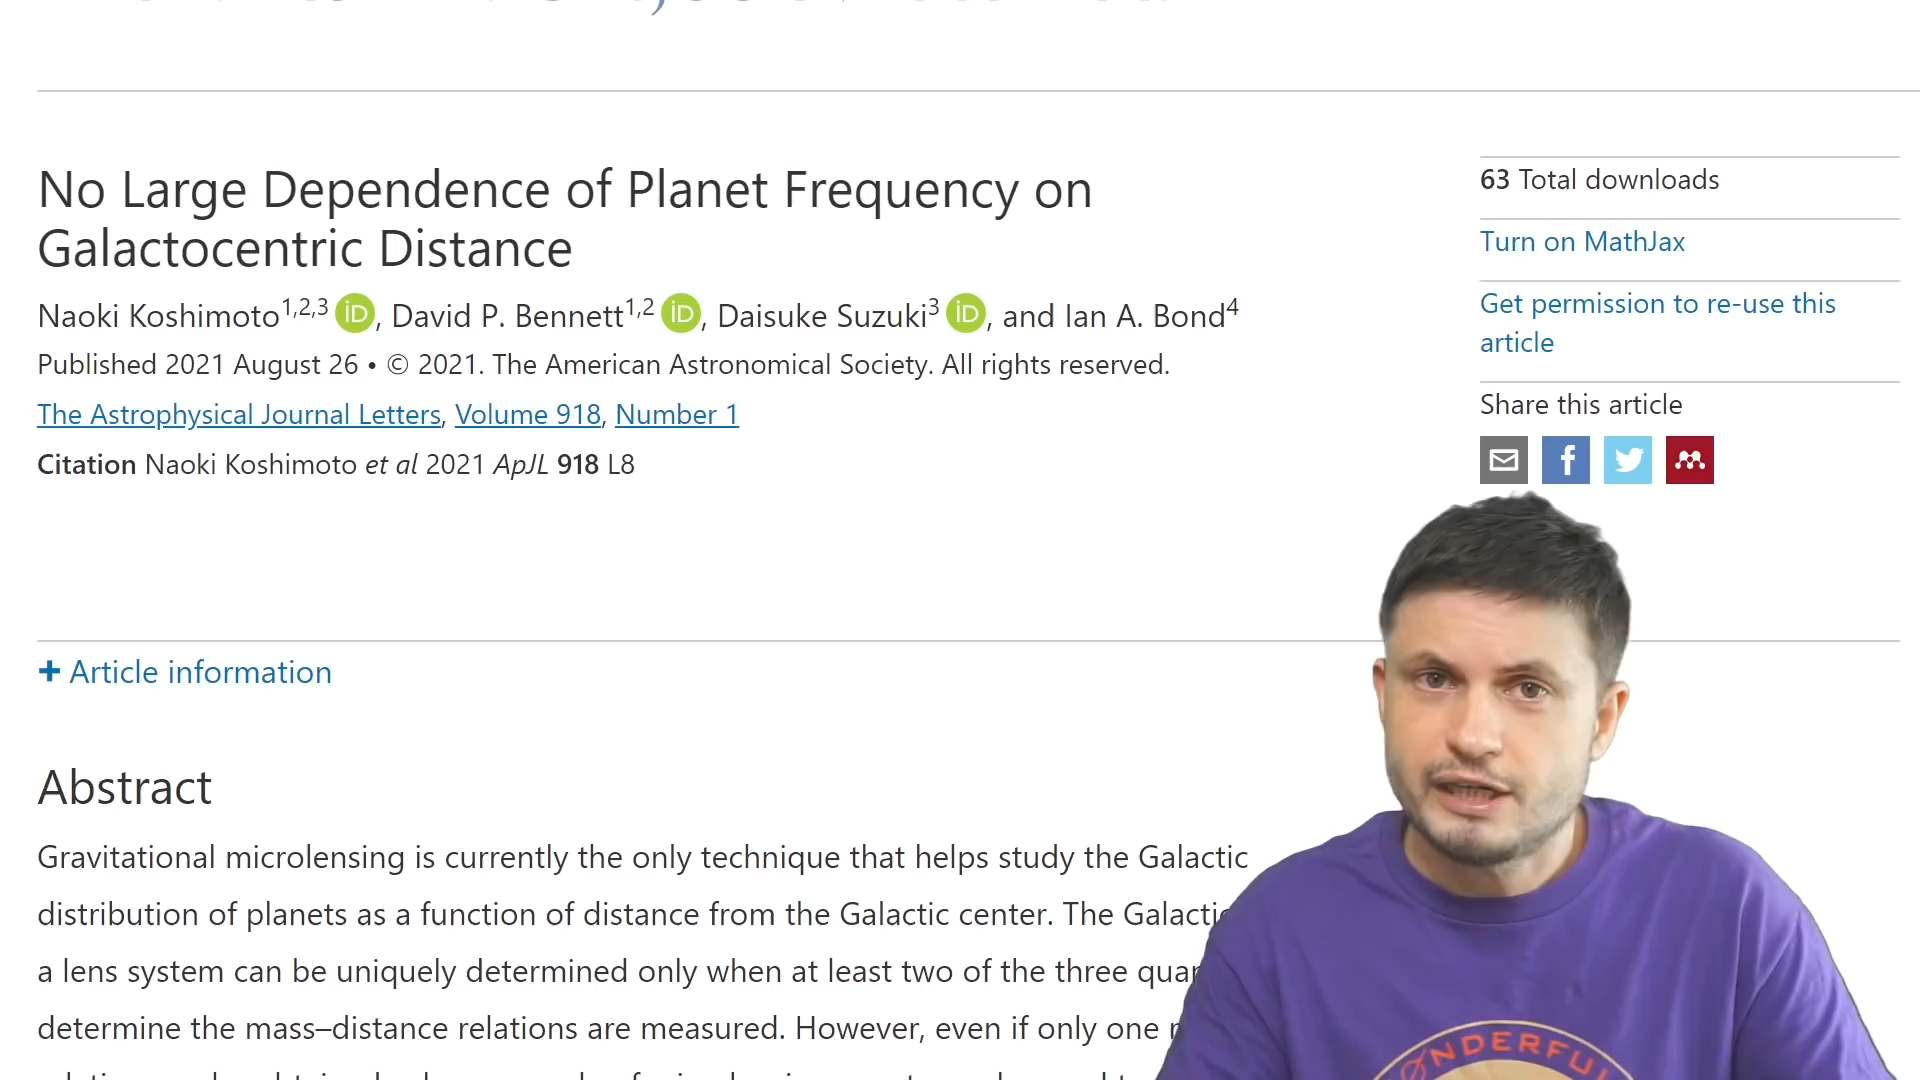 No Large Dependence of Planet Frequency on
Galactocentric Distance
Naoki Koshimoto1,2,3 iD, David P. Bennett1,2 iD, Daisuke Suzuki3 iD, and Ian A. Bond4
Published 2021 August 26 • © 2021. The American Astronomical Society. All rights reserved.
The Astrophysical Journal Letters, Volume 918, Number 1
Citation Naoki Koshimoto et al 2021 ApJL 918 L8
63 Total downloads
Turn on MathJax
Get permission to re-use this
article
Share this article
+ Article information
Abstract
Gravitational microlensing is currently the only technique that helps study the Galactic
distribution of planets as a function of distance from the Galactic center. The Galactic
a lens system can be uniquely determined only when at least two of the three
determine the mass–distance relations are measured. However, even if only one
WONDERFUL